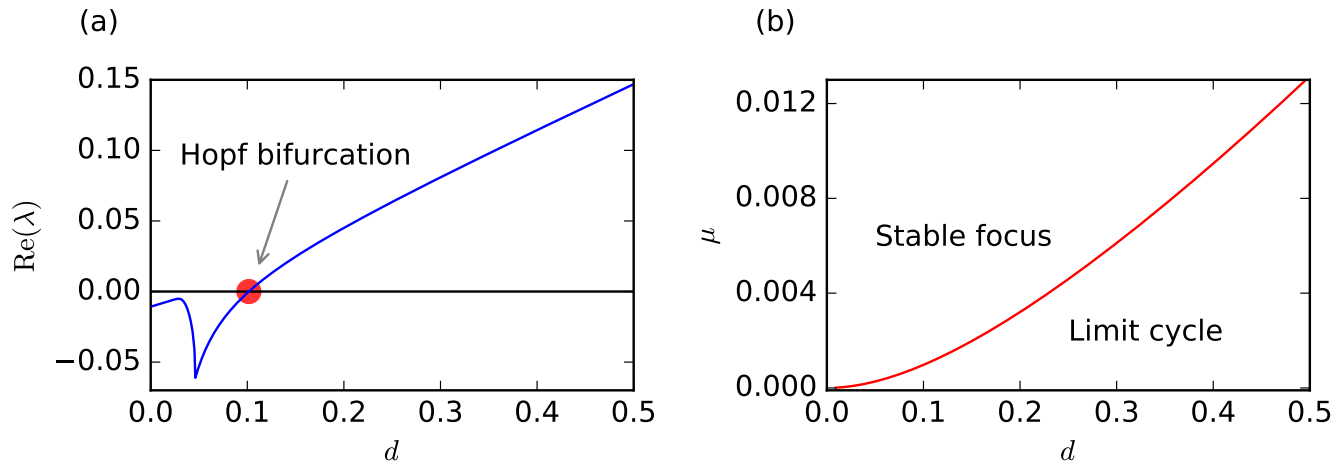 (a)
Re(λ)
0.15
0.10
0.05
0.00
−0.05
Hopf bifurcation
0.0 0.1 0.2 0.3 0.4 0.5
d
(b)
μ
0.012
0.008
0.004
0.000
Stable focus
Limit cycle
0.0 0.1 0.2 0.3 0.4 0.5
d